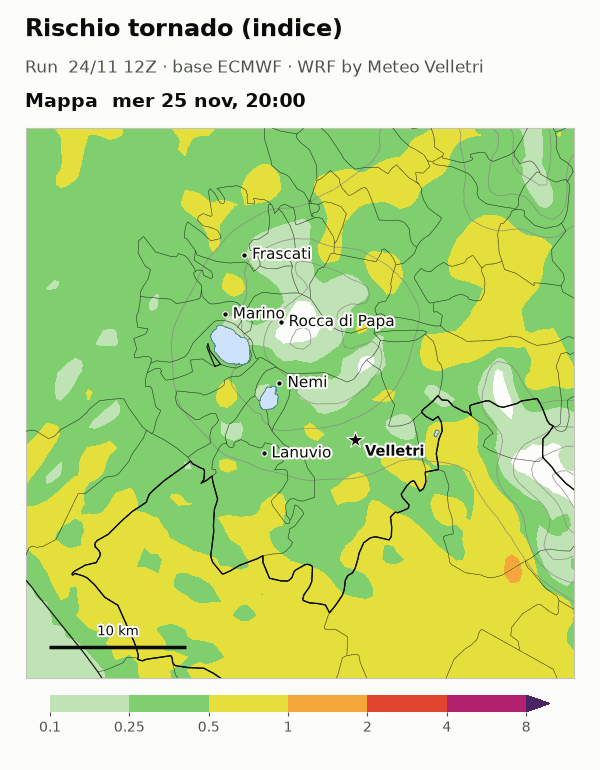 Rischio tornado (indice)
Run  24/11 12Z · base ECMWF · WRF by Meteo Velletri
Mappa  mer 25 nov, 20:00
Frascati
Marino
Rocca di Papa
Nemi
Velletri
Lanuvio
10 km
0.1 0.25 0.5 1 2 4 8